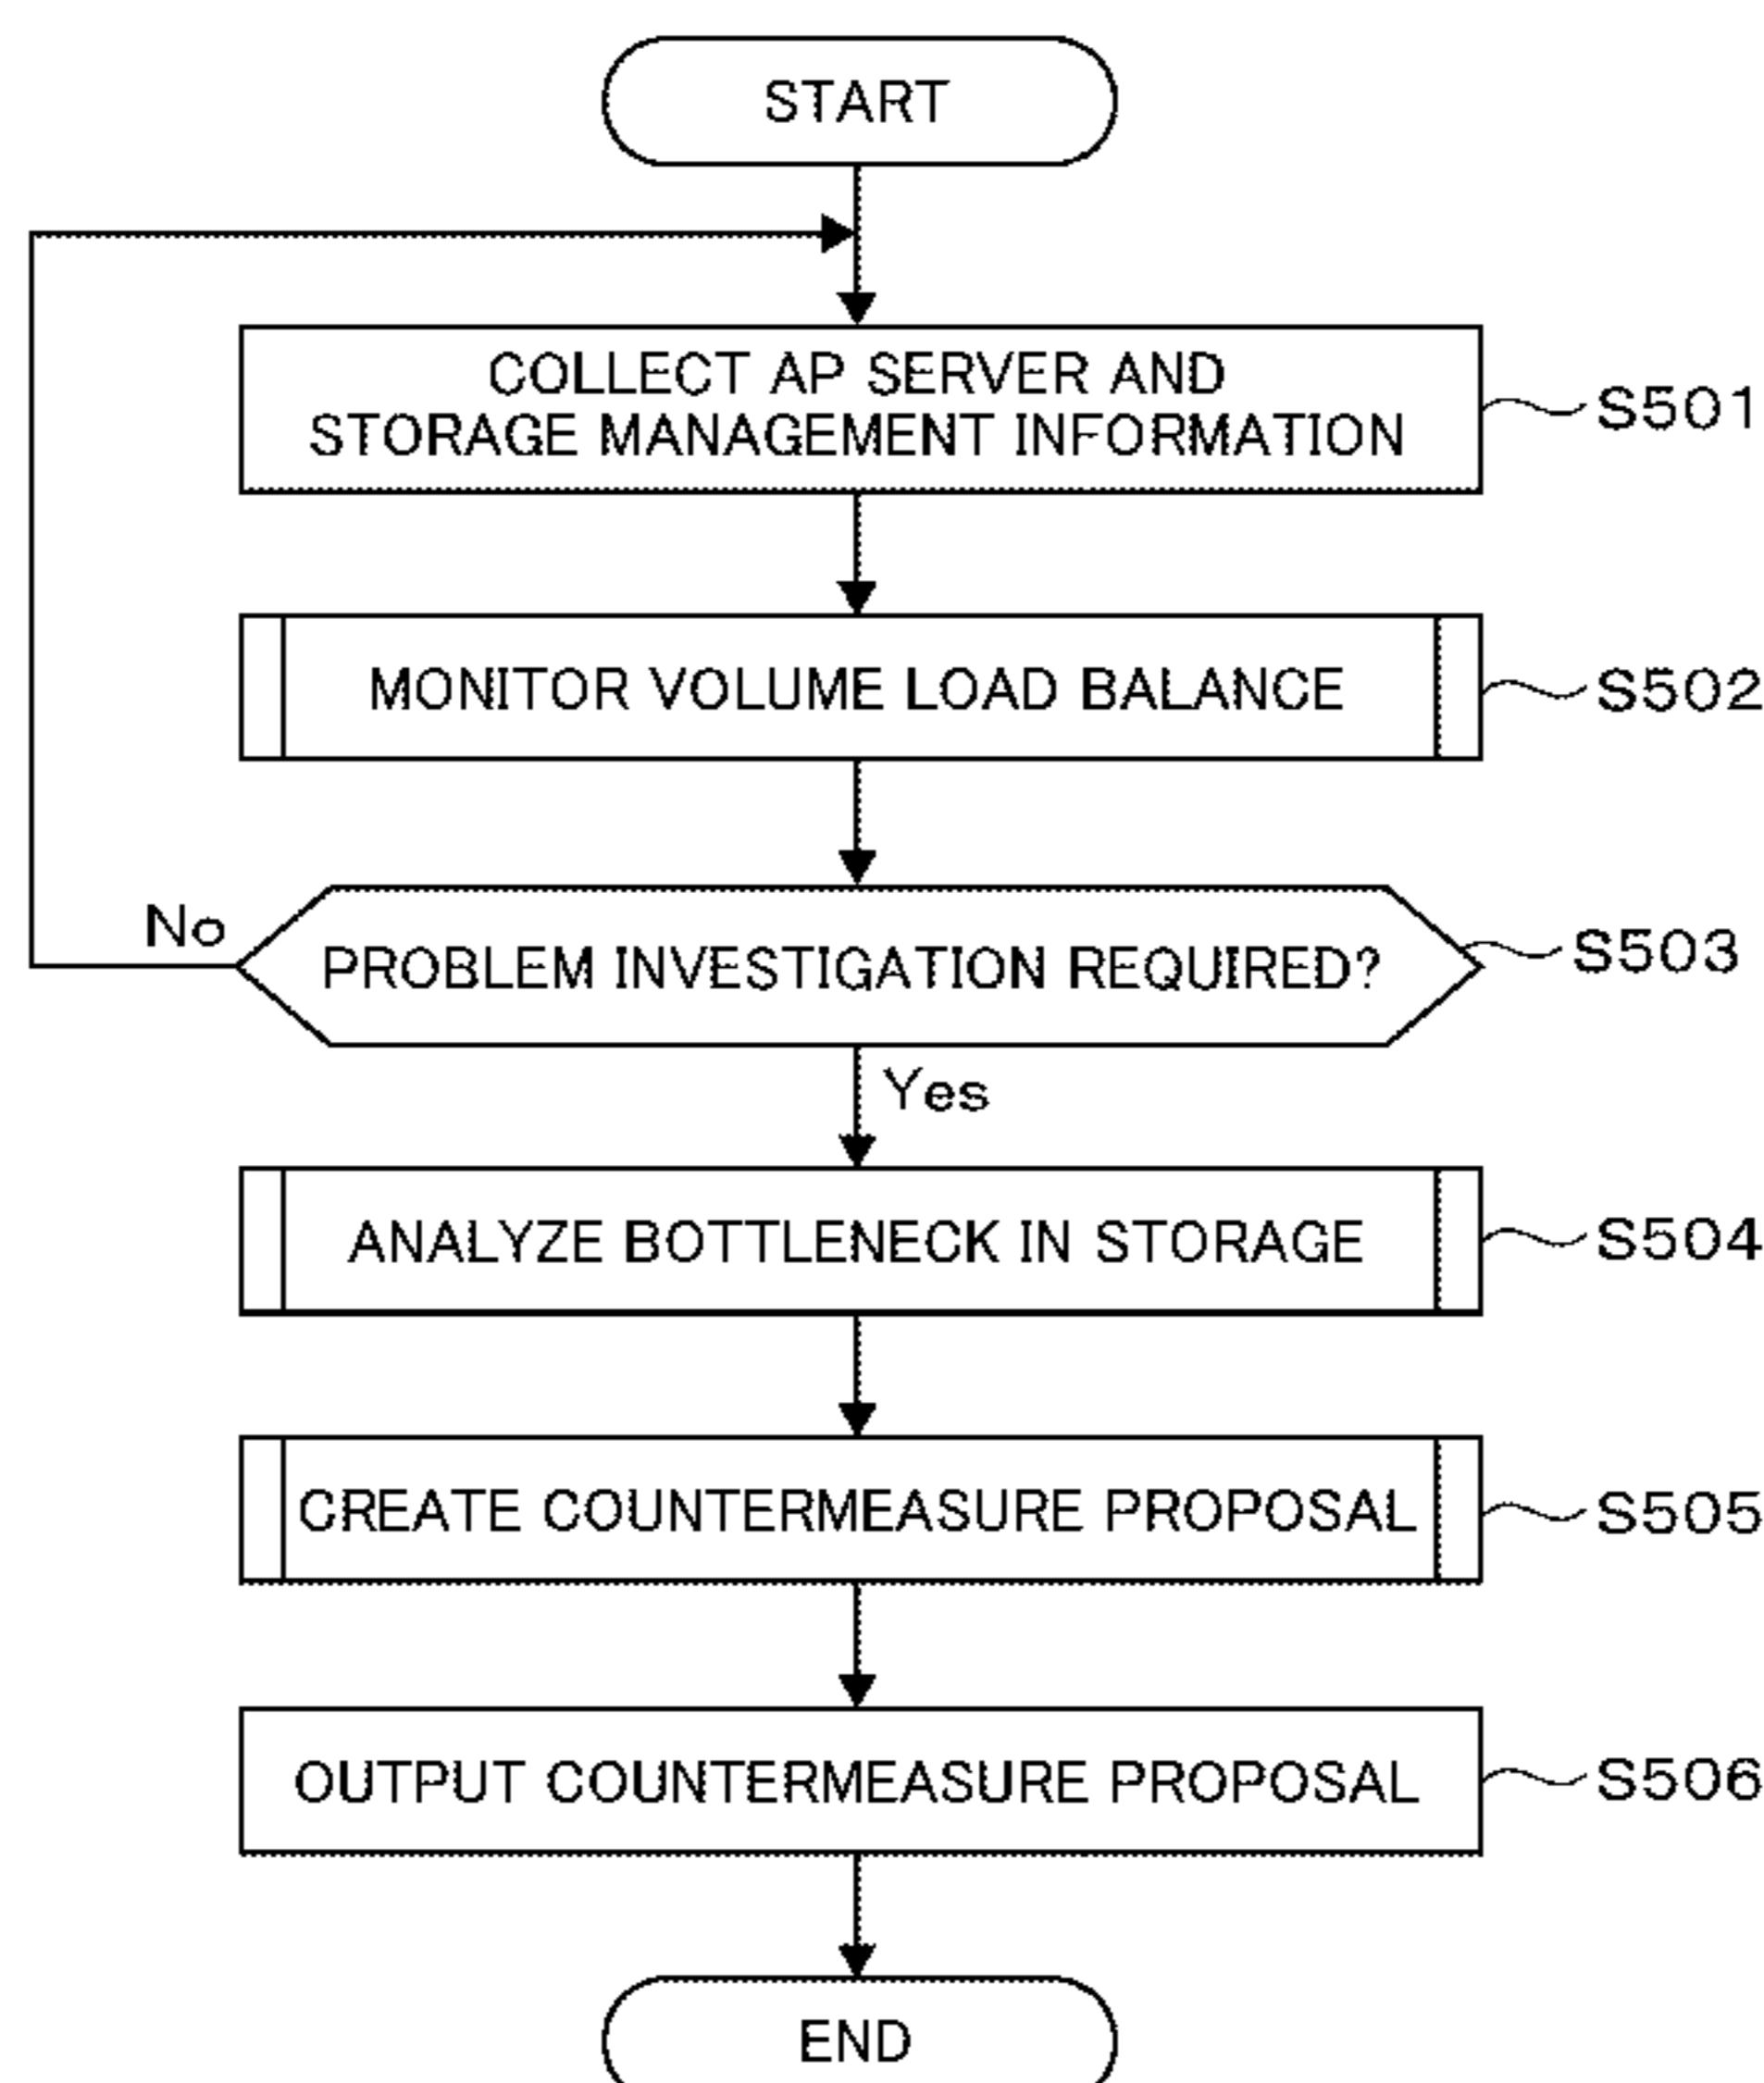 START
COLLECT AP SERVER AND
STORAGE MANAGEMENT INFORMATION
S501
MONITOR VOLUME LOAD BALANCE
S502
No
PROBLEM INVESTIGATION REQUIRED?
S503
Yes
ANALYZE BOTTLENECK IN STORAGE
S504
CREATE COUNTERMEASURE PROPOSAL
S505
OUTPUT COUNTERMEASURE PROPOSAL
S506
END